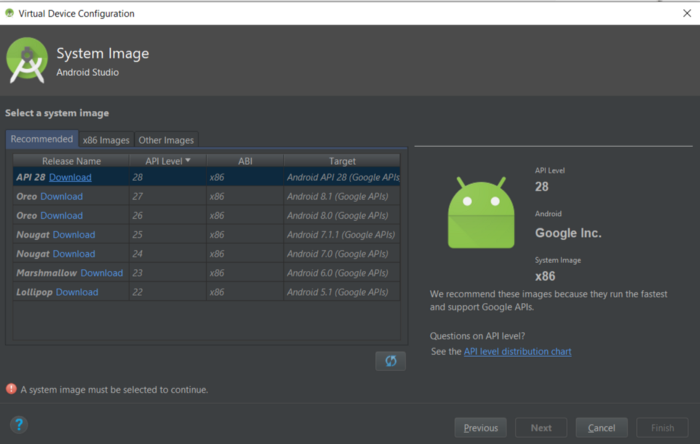 Virtual Device Configuration
System Image
Android Studio
Select a system image
Recommended x86 Images Other Images
Release Name API Level ABI Target
API 28 Download 28 x86 Android API 28 (Google APIs
Oreo Download 27 x86 Android 8.1 (Google APIs)
Oreo Download 26 x86 Android 8.0 (Google APIs)
Nougat Download 25 x86 Android 7.1.1 (Google APIs)
Nougat Download 24 x86 Android 7.0 (Google APIs)
Marshmallow Download 23 x86 Android 6.0 (Google APIs)
Lollipop Download 22 x86 Android 5.1 (Google APIs)
API Level
28
Android
Google Inc.
System Image
x86
We recommend these images because they run the fastest
and support Google APIs.
Questions on API level?
See the API level distribution chart
A system image must be selected to continue.
? Previous Next Cancel Finish